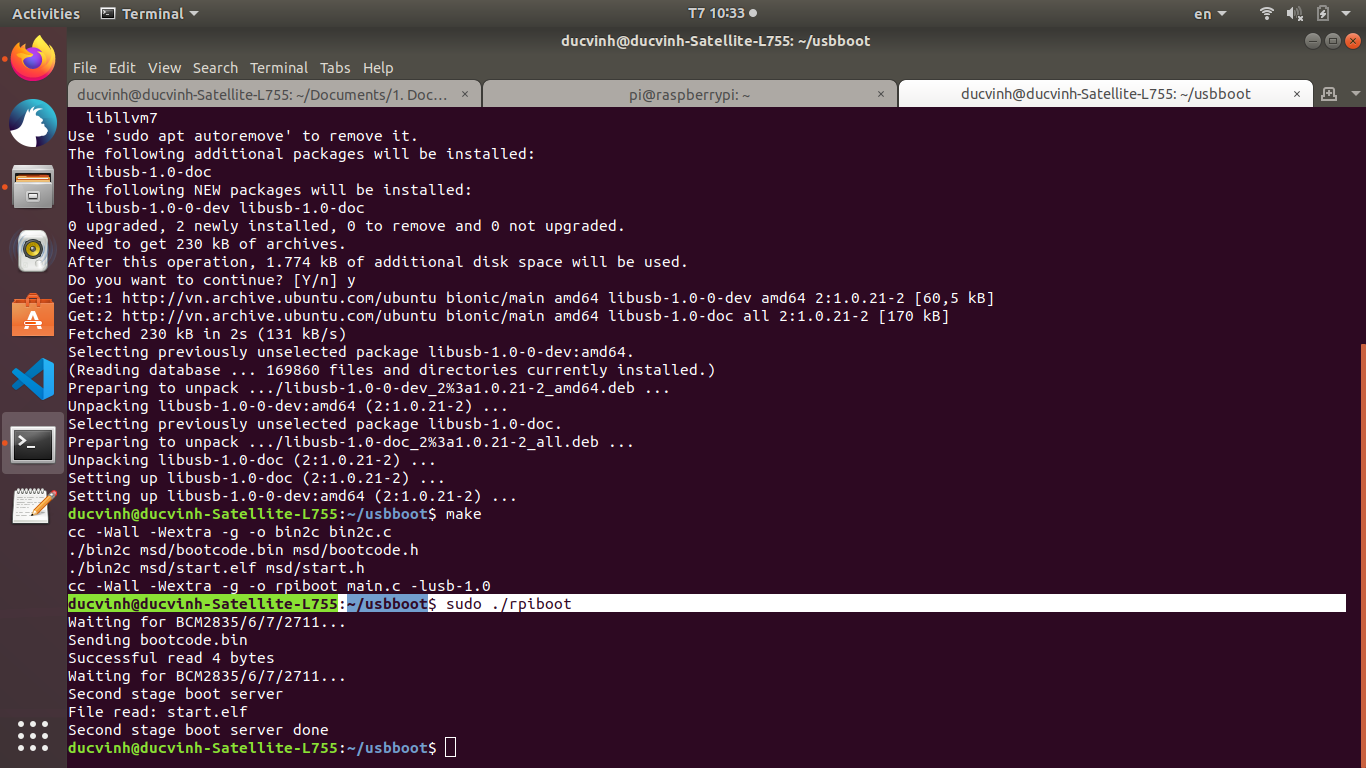 Activities Terminal T7 10:33 en
ducvinh@ducvinh-Satellite-L755: ~/usbboot
File Edit View Search Terminal Tabs Help
ducvinh@ducvinh-Satellite-L755: ~/Documents/1. Doc... × pi@raspberrypi: ~ × ducvinh@ducvinh-Satellite-L755: ~/usbboot ×
libllvm7
Use 'sudo apt autoremove' to remove it.
The following additional packages will be installed:
libusb-1.0-doc
The following NEW packages will be installed:
libusb-1.0-0-dev libusb-1.0-doc
0 upgraded, 2 newly installed, 0 to remove and 0 not upgraded.
Need to get 230 kB of archives.
After this operation, 1.774 kB of additional disk space will be used.
Do you want to continue? [Y/n] y
Get:1 http://vn.archive.ubuntu.com/ubuntu bionic/main amd64 libusb-1.0-0-dev amd64 2:1.0.21-2 [60,5 kB]
Get:2 http://vn.archive.ubuntu.com/ubuntu bionic/main amd64 libusb-1.0-doc all 2:1.0.21-2 [170 kB]
Fetched 230 kB in 2s (131 kB/s)
Selecting previously unselected package libusb-1.0-0-dev:amd64.
(Reading database ... 169860 files and directories currently installed.)
Preparing to unpack .../libusb-1.0-0-dev_2%3a1.0.21-2_amd64.deb ...
Unpacking libusb-1.0-0-dev:amd64 (2:1.0.21-2) ...
Selecting previously unselected package libusb-1.0-doc.
Preparing to unpack .../libusb-1.0-doc_2%3a1.0.21-2_all.deb ...
Unpacking libusb-1.0-doc (2:1.0.21-2) ...
Setting up libusb-1.0-doc (2:1.0.21-2) ...
Setting up libusb-1.0-0-dev:amd64 (2:1.0.21-2) ...
ducvinh@ducvinh-Satellite-L755:~/usbboot$ make
cc -Wall -Wextra -g -o bin2c bin2c.c
./bin2c msd/bootcode.bin msd/bootcode.h
./bin2c msd/start.elf msd/start.h
cc -Wall -Wextra -g -o rpiboot main.c -lusb-1.0
ducvinh@ducvinh-Satellite-L755:~/usbboot$ sudo ./rpiboot
Waiting for BCM2835/6/7/2711...
Sending bootcode.bin
Successful read 4 bytes
Waiting for BCM2835/6/7/2711...
Second stage boot server
File read: start.elf
Second stage boot server done
ducvinh@ducvinh-Satellite-L755:~/usbboot$